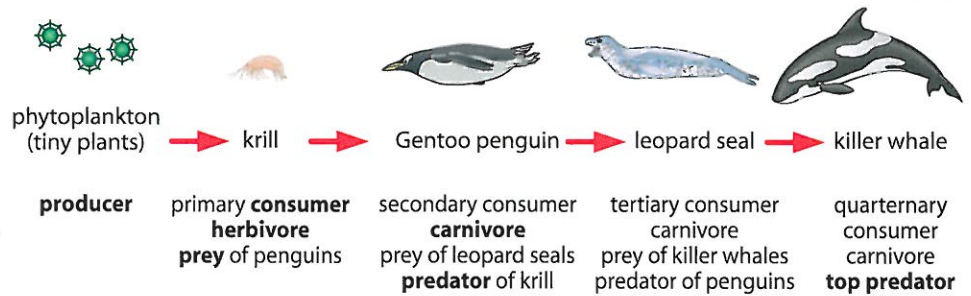 phytoplankton
(tiny plants)
krill
Gentoo penguin
leopard seal
killer whale
producer
primary consumer
herbivore
prey of penguins
secondary consumer
carnivore
prey of leopard seals
predator of krill
tertiary consumer
carnivore
prey of killer whales
predator of penguins
quarternary
consumer
carnivore
top predator